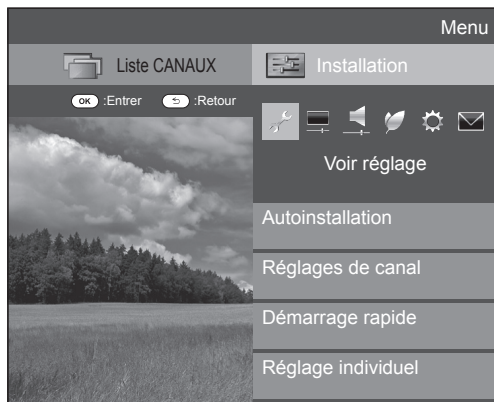 Menu
Liste CANAUX
Installation
OK :Entrer :Retour
Voir réglage
Autoinstallation
Réglages de canal
Démarrage rapide
Réglage individuel